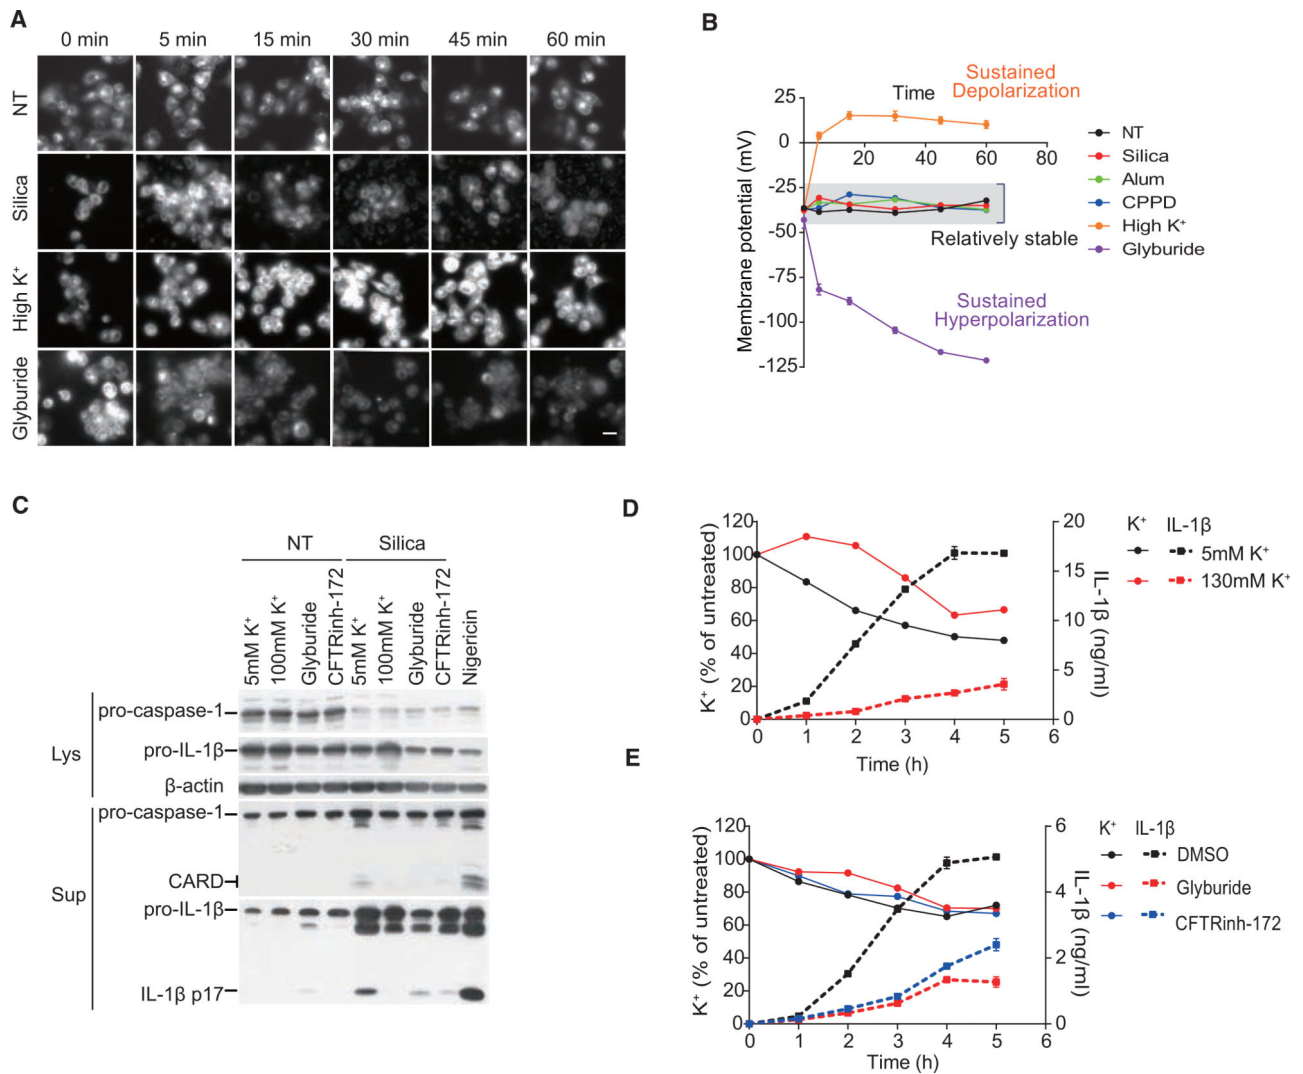 A
0 min 5 min 15 min 30 min 45 min 60 min
NT
Silica
High K⁺
Glyburide
B
Sustained
Depolarization
Time
25
0
-25
-50
-75
-100
-125
20 40 60 80
Membrane potential (mV)
Relatively stable
Sustained
Hyperpolarization
NT
Silica
Alum
CPPD
High K⁺
Glyburide
C
NT Silica
5mM K⁺
100mM K⁺
Glyburide
CFTRinh-172
5mM K⁺
100mM K⁺
Glyburide
CFTRinh-172
Nigericin
Lys
pro-caspase-1
pro-IL-1β
β-actin
Sup
pro-caspase-1
CARD
pro-IL-1β
IL-1β p17
D
K⁺ (% of untreated)
120
100
80
60
40
20
0
0 1 2 3 4 5 6
Time (h)
20
15
10
5
0
IL-1β (ng/ml)
K⁺ IL-1β
5mM K⁺
130mM K⁺
E
K⁺ (% of untreated)
120
100
80
60
40
20
0
0 1 2 3 4 5 6
Time (h)
6
4
2
0
IL-1β (ng/ml)
K⁺ IL-1β
DMSO
Glyburide
CFTRinh-172